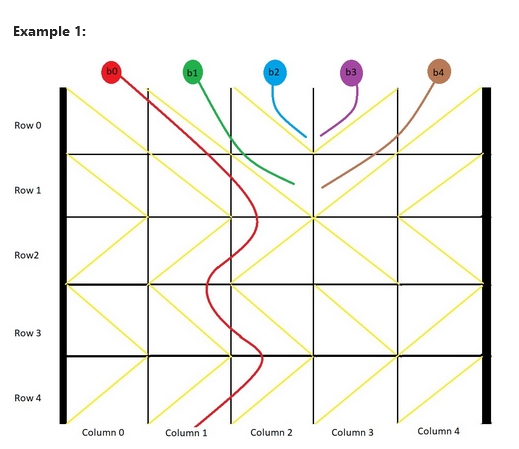 Example 1:
b0 b1 b2 b3 b4
Row 0
Row 1
Row2
Row 3
Row 4
Column 0 Column 1 Column 2 Column 3 Column 4